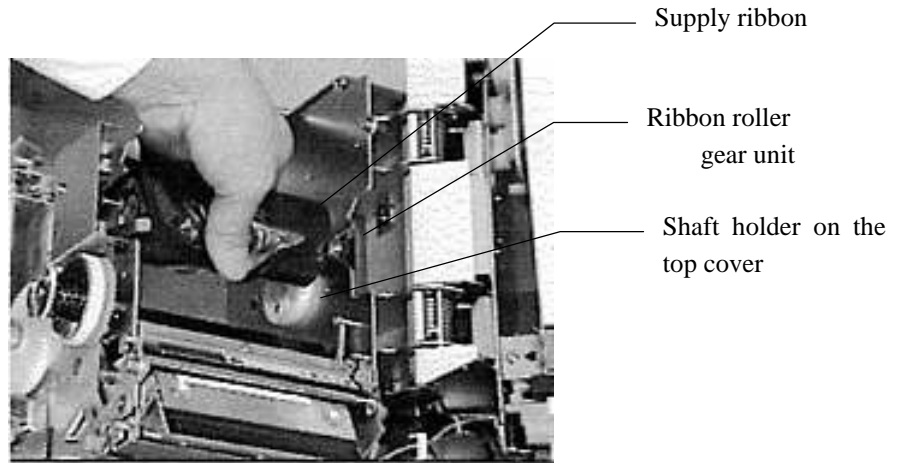 Supply ribbon
Ribbon roller
gear unit
Shaft holder on the
top cover